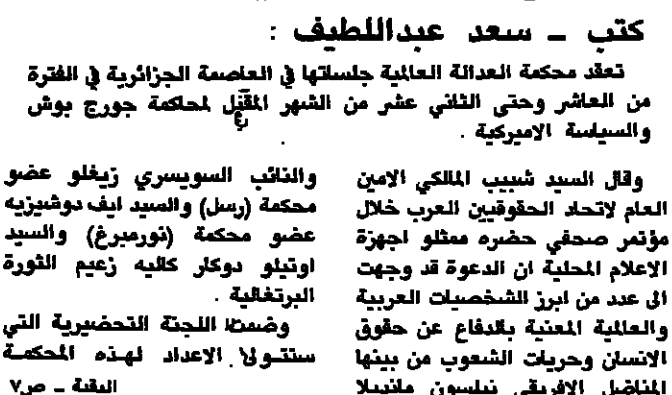 كتب ـ سعد عبداللطيف :
تعقد محكمة العدالة العالمية جلساتها في العاصمة الجزائرية في الفترة
من العاشر وحتى الثاني عشر من الشهر المقبل لمحاكمة جورج بوش
والسياسة الاميركية .
وقال السيد شبيب المالكي الامين
العام لاتحاد الحقوقيين العرب خلال
مؤتمر صحفي حضره ممثلو اجهزة
الاعلام المحلية ان الدعوة قد وجهت
الى عدد من ابرز الشخصيات العربية
والعالمية المعنية بالدفاع عن حقوق
الانسان وحريات الشعوب من بينها
المناضل الافريقي نيلسون مانديلا
والنائب السويسري زيغلو عضو
محكمة (رسل) والسيد ايف دوشيزيه
عضو محكمة (نورمبرغ) والسيد
اوتيلو دوكار كاليه زعيم الثورة
البرتغالية .
وضمت اللجنة التحضيرية التي
ستتولى الاعداد لهذه المحكمة
البقية ـ ص٧